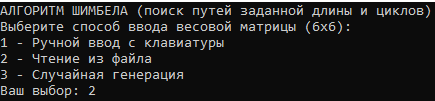 АЛГОРИТМ ШИМБЕЛА (поиск путей заданной длины и циклов)
Выберите способ ввода весовой матрицы (6x6):
1 - Ручной ввод с клавиатуры
2 - Чтение из файла
3 - Случайная генерация
Ваш выбор: 2